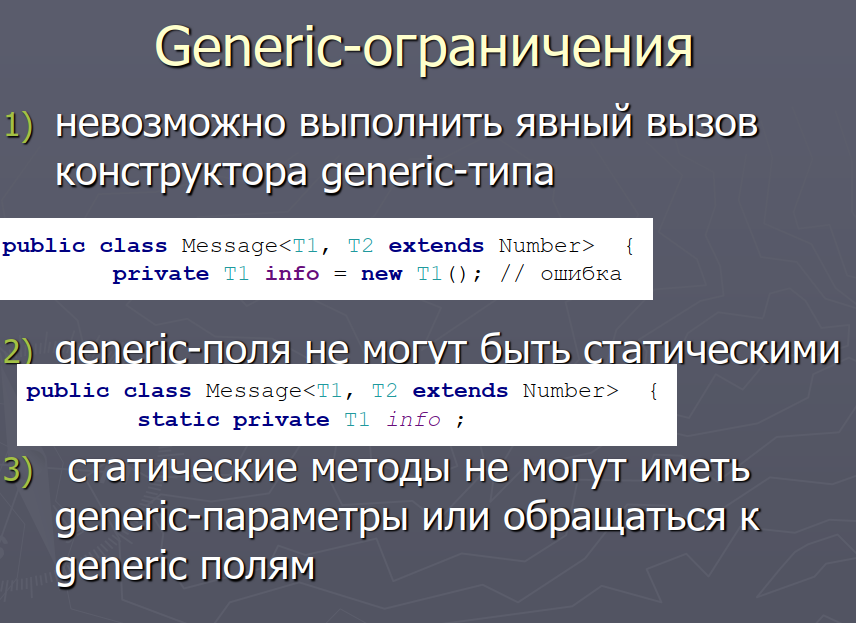 Generic-ограничения
1) невозможно выполнить явный вызов
конструктора generic-типа
public class Message<T1, T2 extends Number> {
private T1 info = new T1(); // ошибка
2) generic-поля не могут быть статическими
public class Message<T1, T2 extends Number> {
static private T1 info ;
3) статические методы не могут иметь
generic-параметры или обращаться к
generic полям